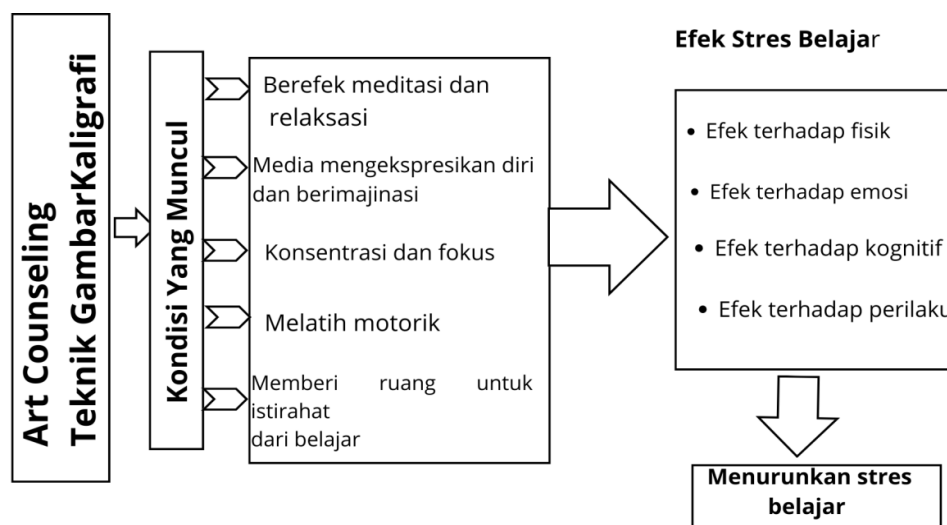 Art Counseling
Teknik GambarKaligrafi
Kondisi Yang Muncul
Berefek meditasi dan
relaksasi
Media mengekspresikan diri
dan berimajinasi
Konsentrasi dan fokus
Melatih motorik
Memberi ruang untuk
istirahat
dari belajar
Efek Stres Belajar
• Efek terhadap fisik
• Efek terhadap emosi
• Efek terhadap kognitif
• Efek terhadap perilaku
Menurunkan stres
belajar